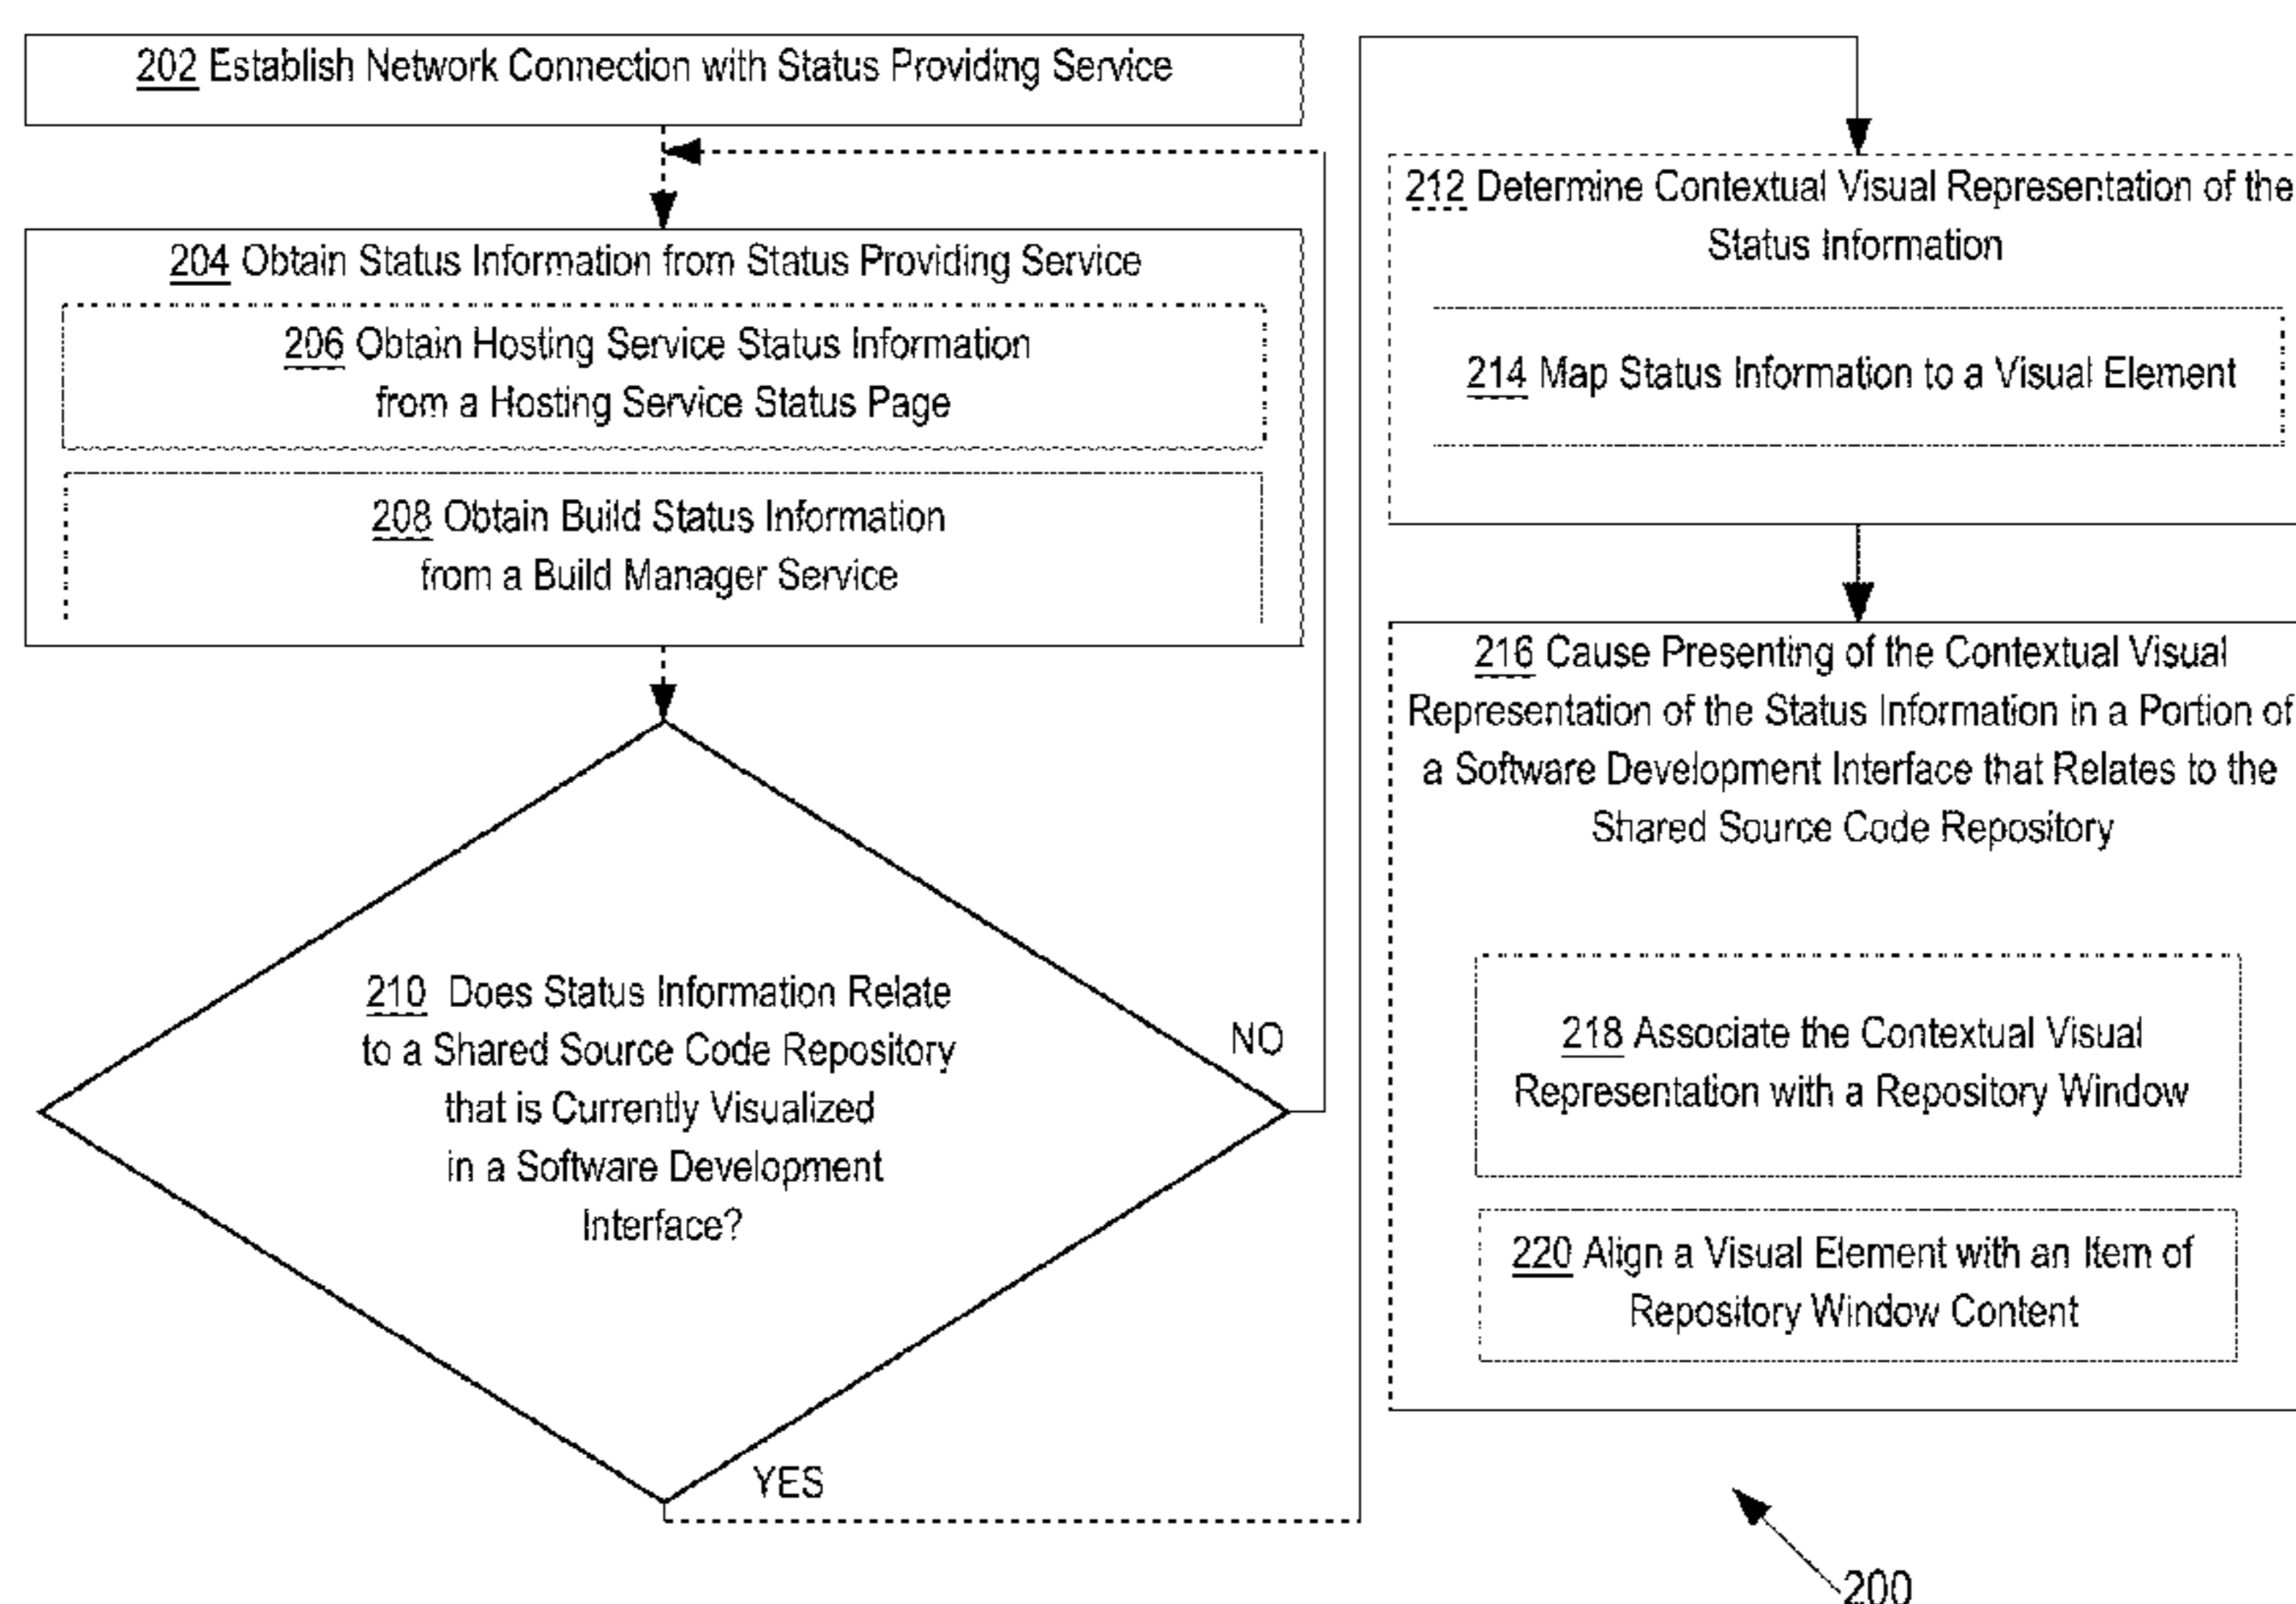 202 Establish Network Connection with Status Providing Service
204 Obtain Status Information from Status Providing Service
206 Obtain Hosting Service Status Information
from a Hosting Service Status Page
208 Obtain Build Status Information
from a Build Manager Service
210 Does Status Information Relate
to a Shared Source Code Repository
that is Currently Visualized
in a Software Development
Interface?
NO
YES
212 Determine Contextual Visual Representation of the
Status Information
214 Map Status Information to a Visual Element
216 Cause Presenting of the Contextual Visual
Representation of the Status Information in a Portion of
a Software Development Interface that Relates to the
Shared Source Code Repository
218 Associate the Contextual Visual
Representation with a Repository Window
220 Align a Visual Element with an Item of
Repository Window Content
200